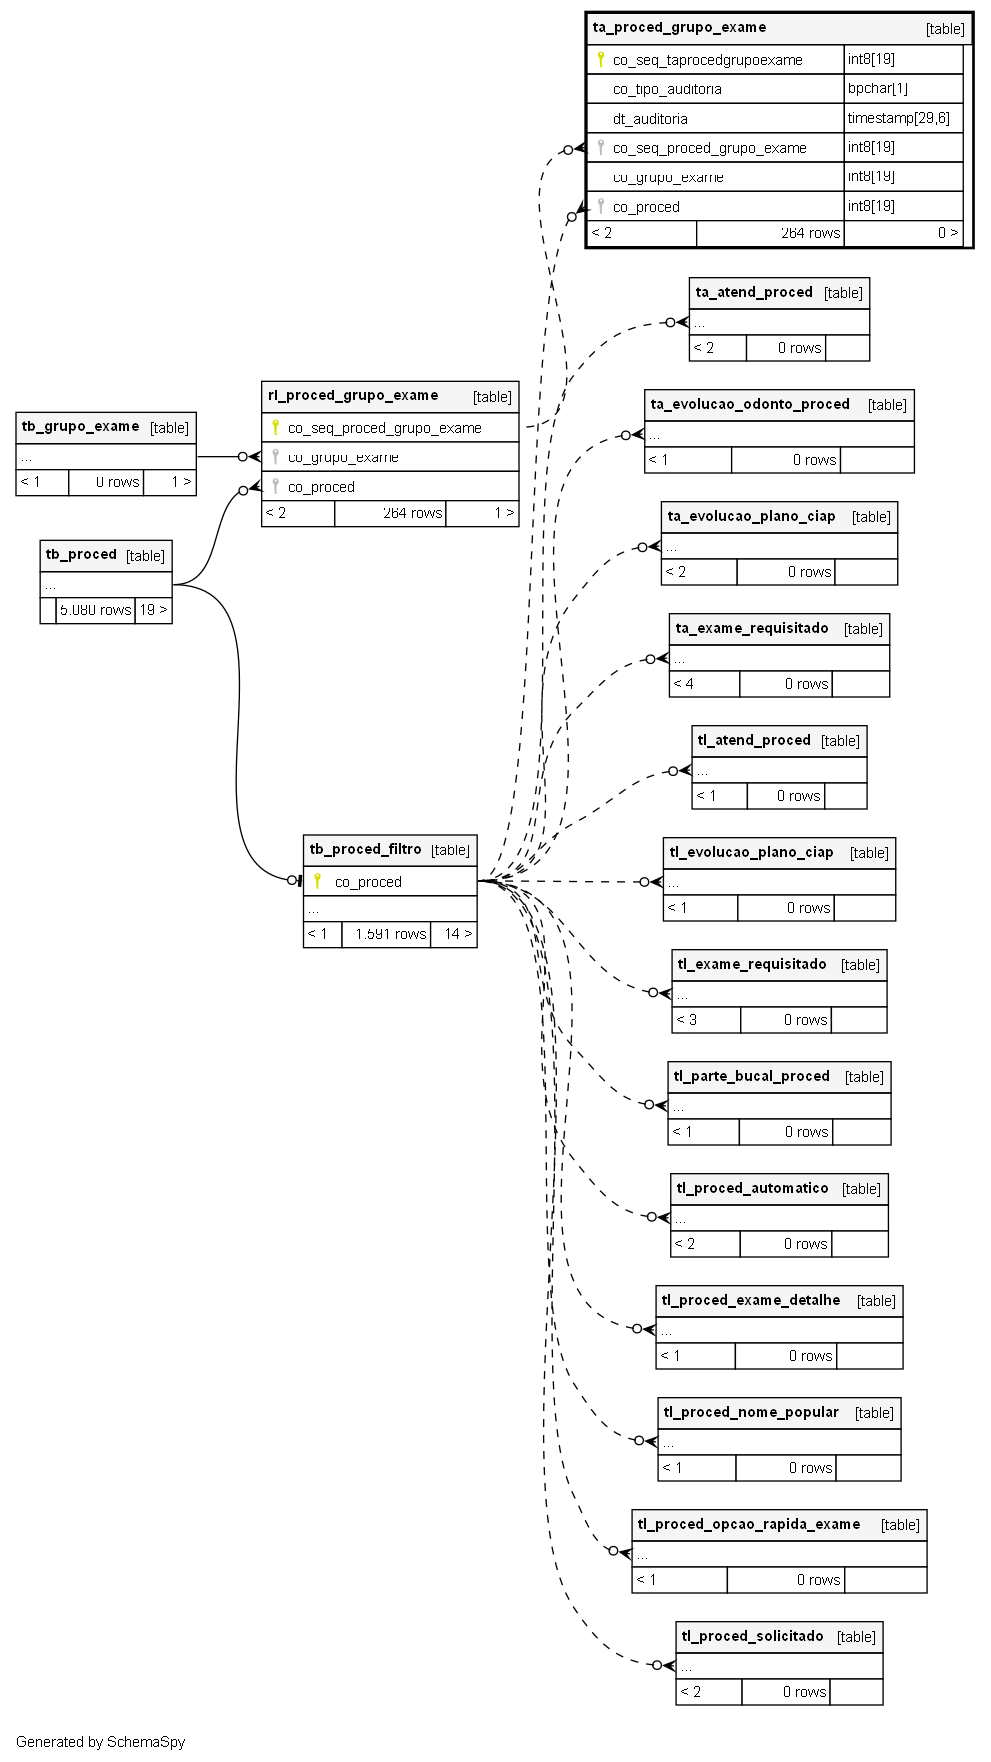 ta_proced_grupo_exame [table]
co_seq_taprocedgrupoexame int8[19]
co_tipo_auditoria bpchar[1]
dt_auditoria timestamp[29,6]
co_seq_proced_grupo_exame int8[19]
co_grupo_exame int8[19]
co_proced int8[19]
< 2 264 rows 0 >
ta_atend_proced [table]
...
< 2 0 rows
rl_proced_grupo_exame [table]
co_seq_proced_grupo_exame
co_grupo_exame
co_proced
< 2 264 rows 1 >
tb_grupo_exame [table]
...
< 1 0 rows 1 >
ta_evolucao_odonto_proced [table]
...
< 1 0 rows
ta_evolucao_plano_ciap [table]
...
< 2 0 rows
tb_proced [table]
...
5.080 rows 19 >
ta_exame_requisitado [table]
...
< 4 0 rows
tl_atend_proced [table]
...
< 1 0 rows
tb_proced_filtro [table]
co_proced
...
< 1 1.591 rows 14 >
tl_evolucao_plano_ciap [table]
...
< 1 0 rows
tl_exame_requisitado [table]
...
< 3 0 rows
tl_parte_bucal_proced [table]
...
< 1 0 rows
tl_proced_automatico [table]
...
< 2 0 rows
tl_proced_exame_detalhe [table]
...
< 1 0 rows
tl_proced_nome_popular [table]
...
< 1 0 rows
tl_proced_opcao_rapida_exame [table]
...
< 1 0 rows
tl_proced_solicitado [table]
...
< 2 0 rows
Generated by SchemaSpy